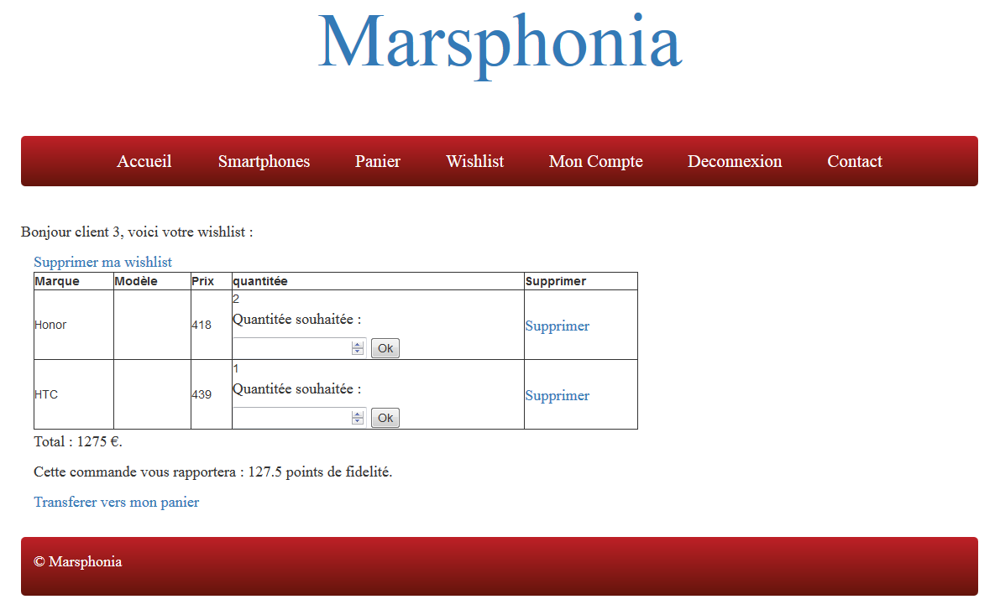 Marsphonia
Accueil Smartphones Panier Wishlist Mon Compte Deconnexion Contact
Bonjour client 3, voici votre wishlist :
Supprimer ma wishlist
Marque Modèle Prix quantitée Supprimer
2
Quantitée souhaitée :
Honor 418 Supprimer
Ok
1
Quantitée souhaitée :
HTC 439 Supprimer
Ok
Total : 1275 €.
Cette commande vous rapportera : 127.5 points de fidelité.
Transferer vers mon panier
© Marsphonia